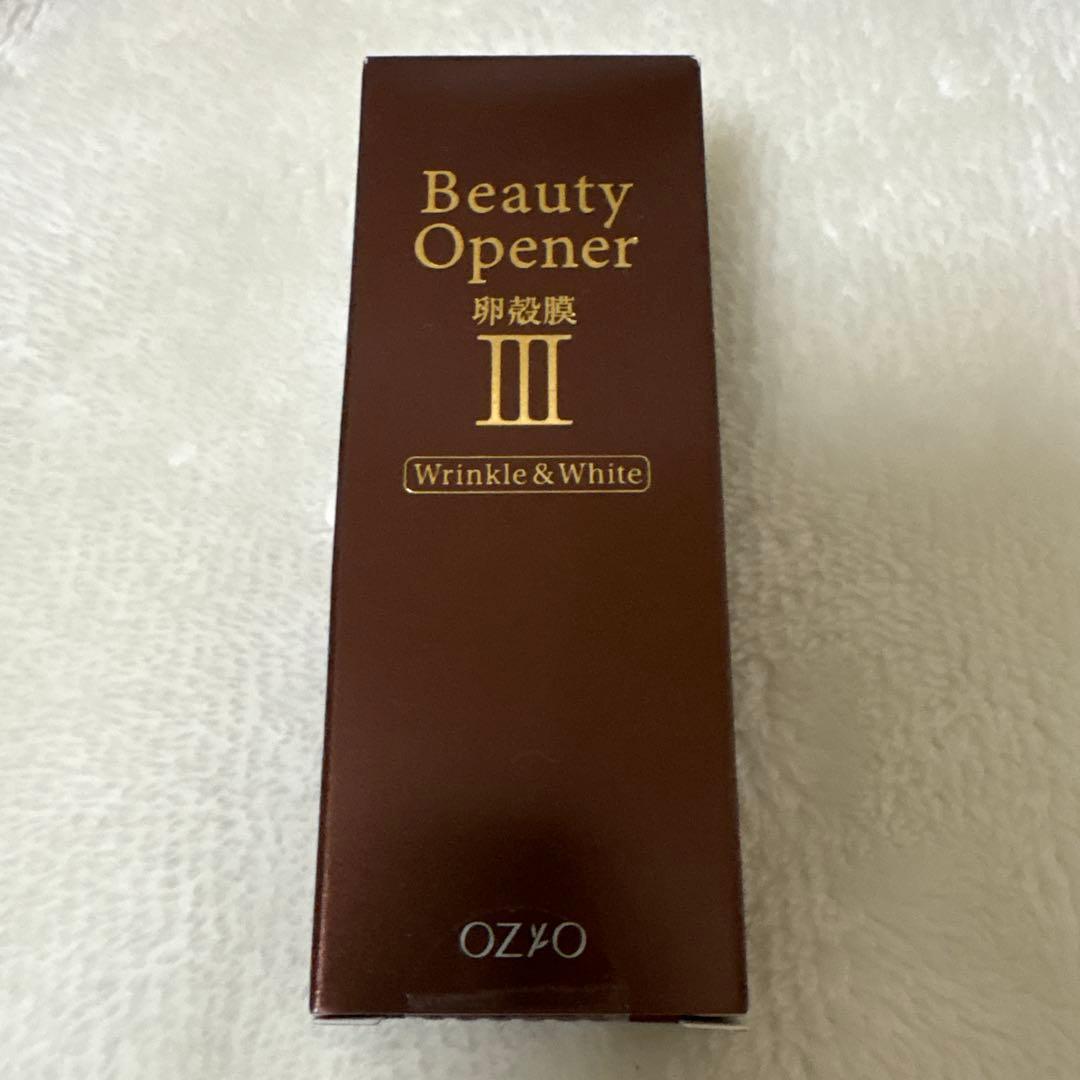 Beauty
Opener
卵殻膜
III
Wrinkle & White
OZIO